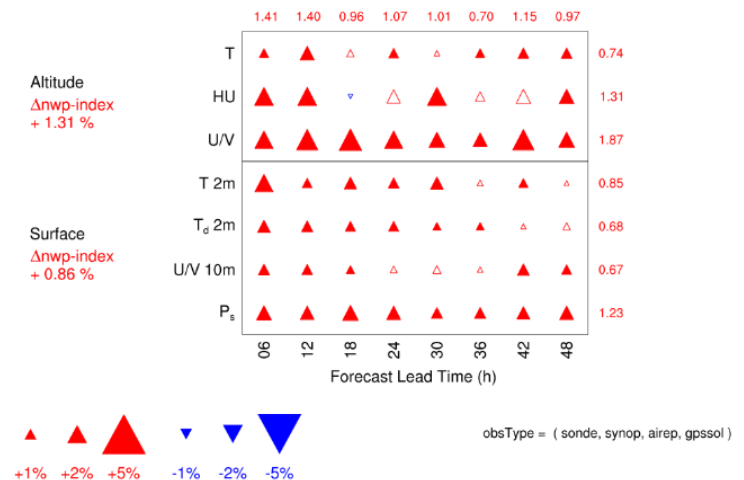 1.41 1.40 0.96 1.07 1.01 0.70 1.15 0.97
T 0.74
Altitude
HU 1.31
Δnwp-index
+ 1.31 %
U/V 1.87
T 2m 0.85
Td 2m 0.68
Surface
Δnwp-index
U/V 10m 0.67
+ 0.86 %
Ps 1.23
06 12 18 24 30 36 42 48
Forecast Lead Time (h)
obsType = ( sonde, synop, airep, gpssol )
+1% +2% +5% -1% -2% -5%